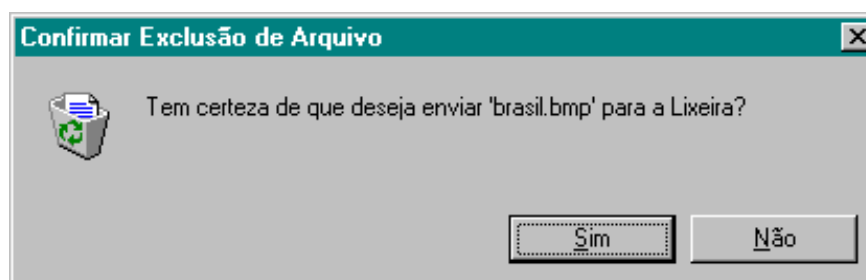 Confirmar Exclusão de Arquivo
Tem certeza de que deseja enviar 'brasil.bmp' para a Lixeira?
Sim
Não